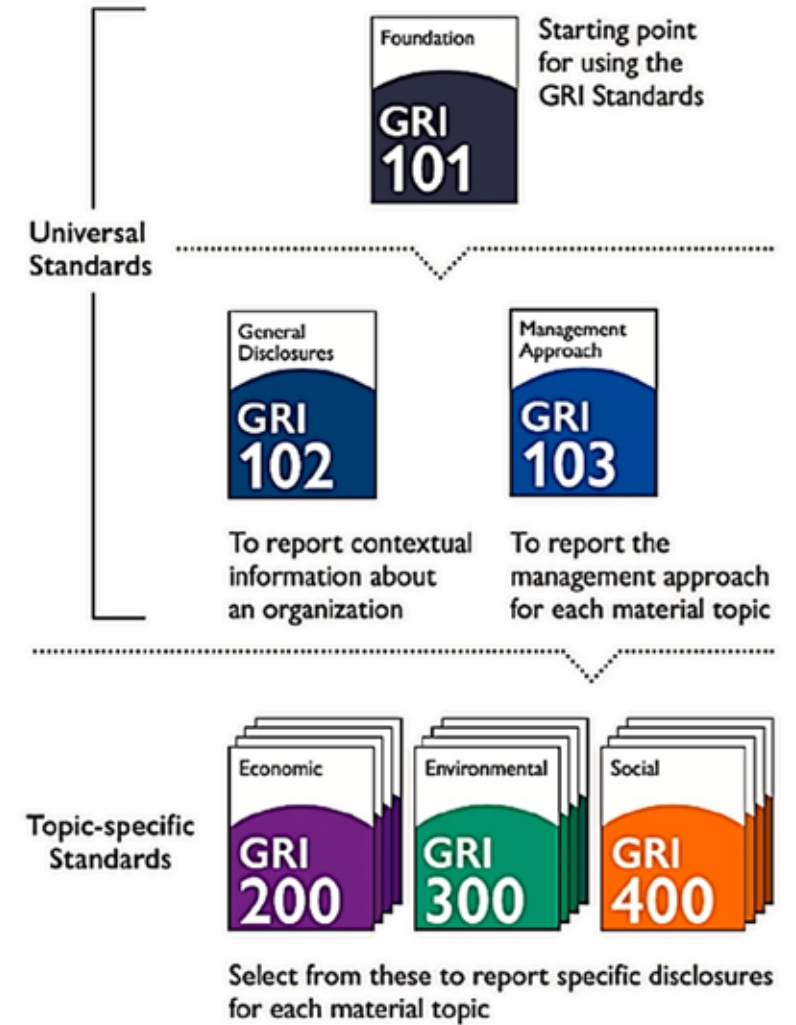 Foundation
GRI
101
Starting point
for using the
GRI Standards
Universal
Standards
General
Disclosures
GRI
102
Management
Approach
GRI
103
To report contextual
information about
an organization
To report the
management approach
for each material topic
Topic-specific
Standards
Economic
GRI
200
Environmental
GRI
300
Social
GRI
400
Select from these to report specific disclosures
for each material topic